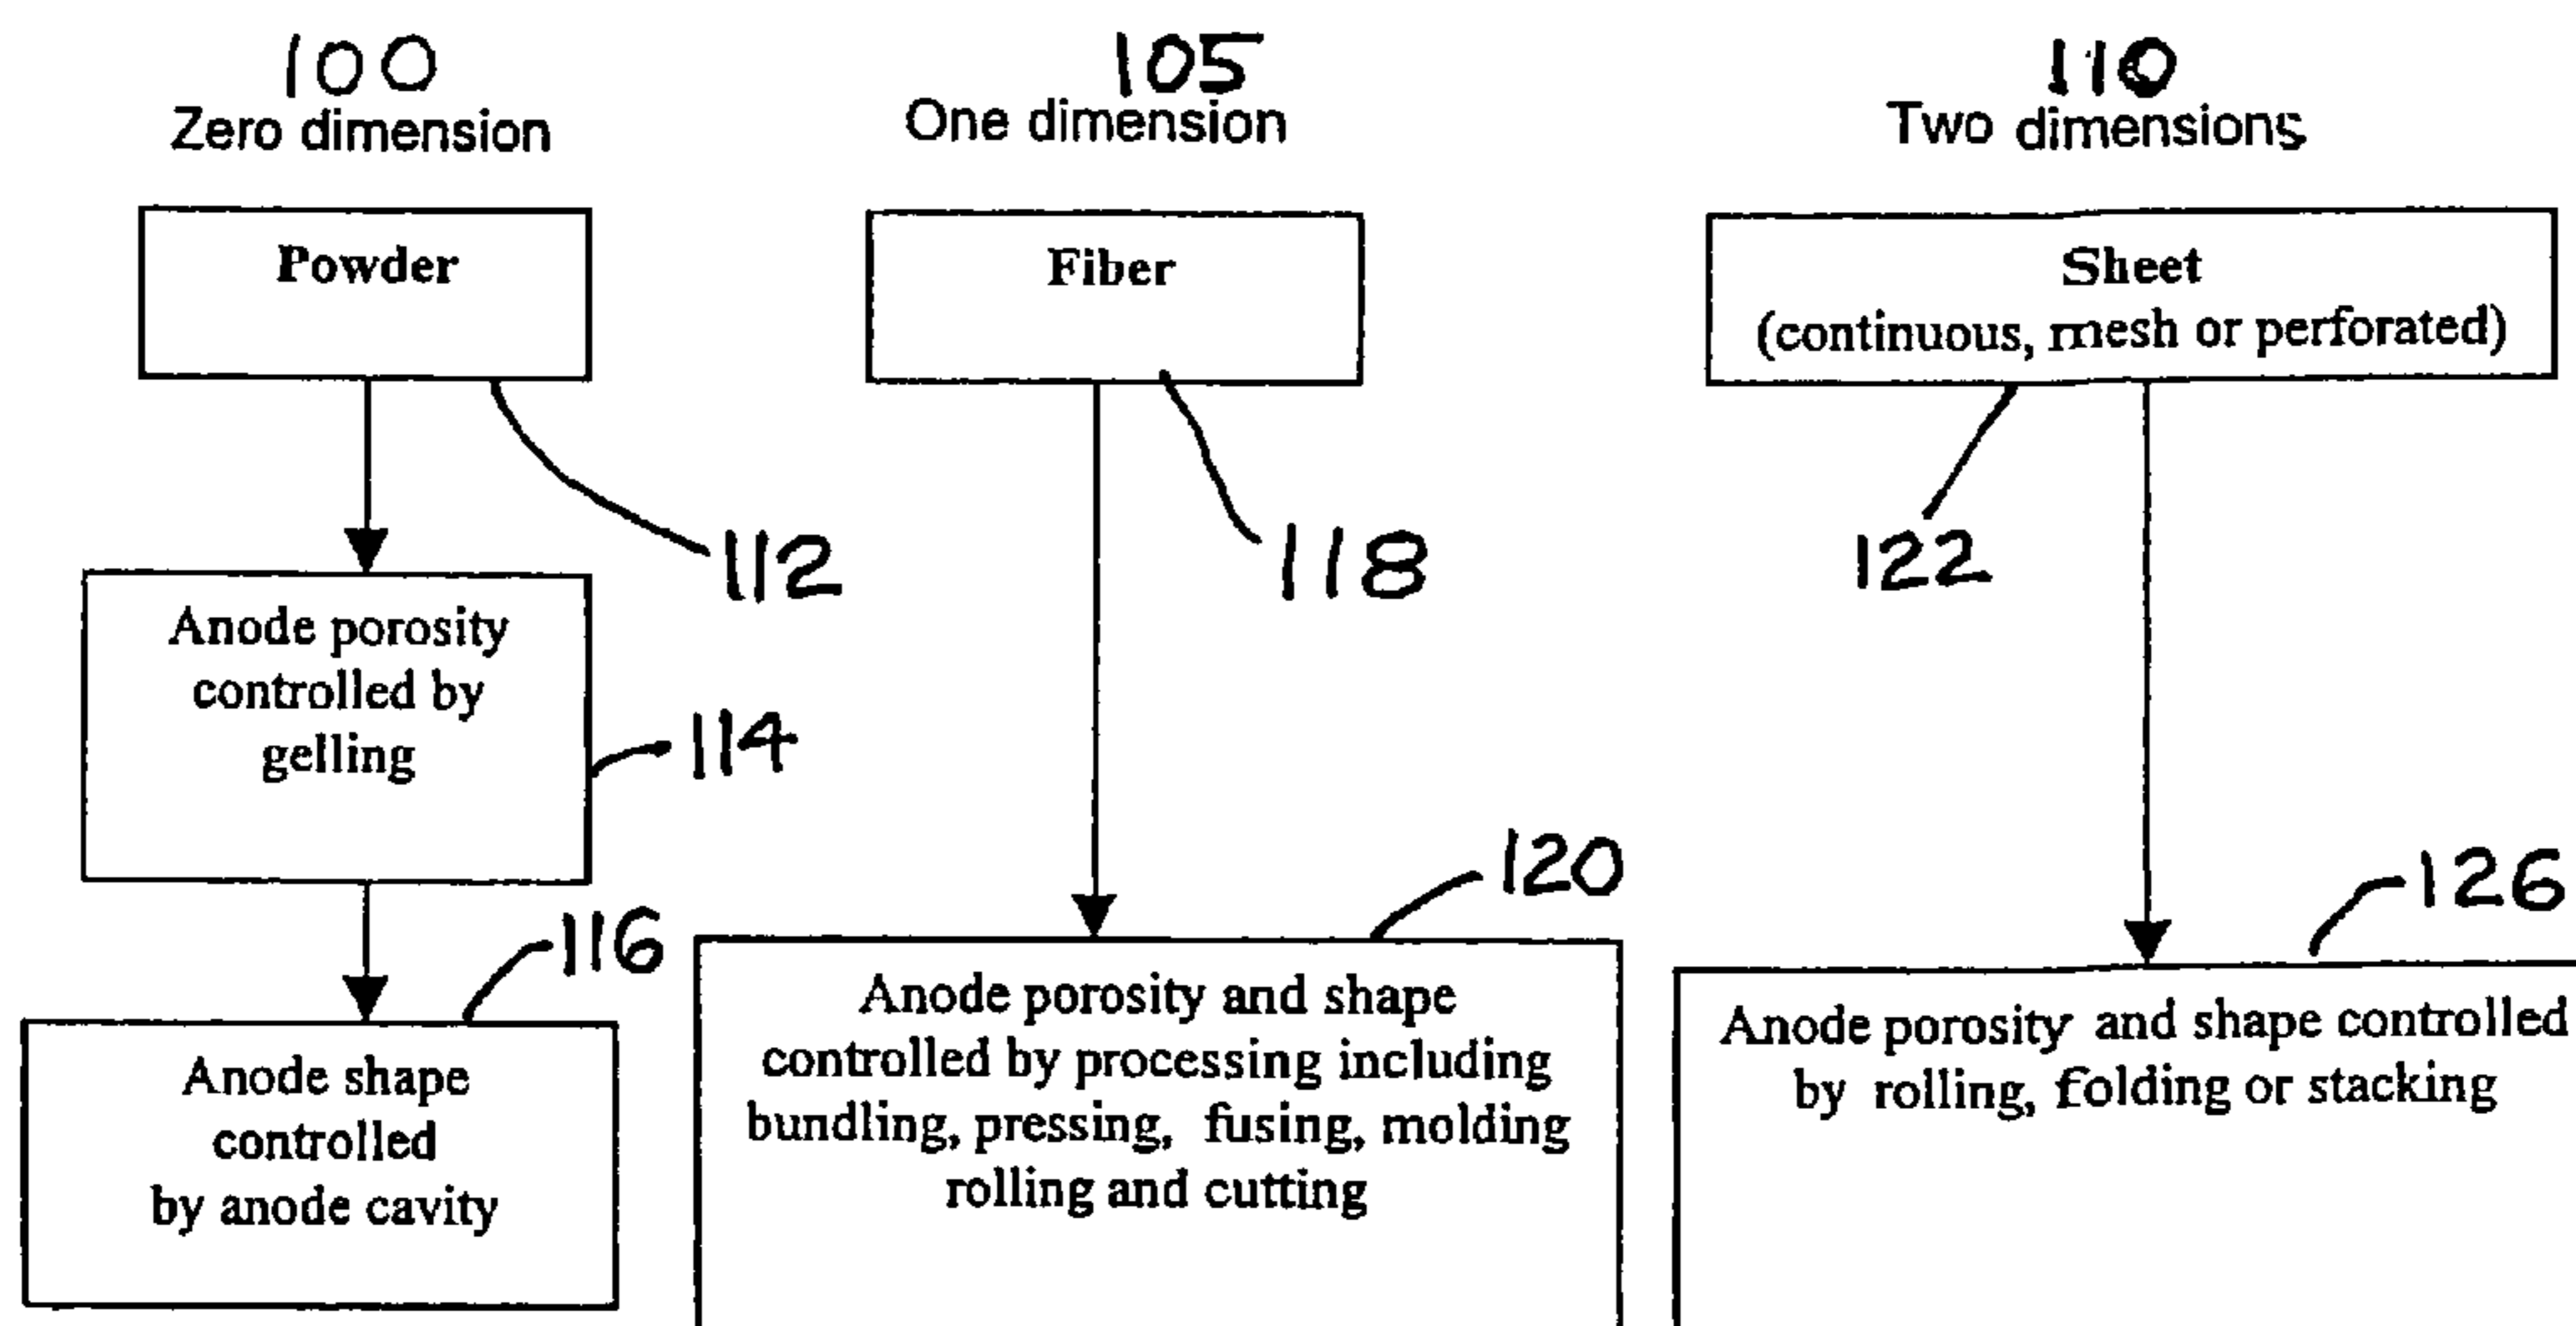 100
Zero dimension
Powder
112
Anode porosity
controlled by
gelling
114
116
Anode shape
controlled
by anode cavity
105
One dimension
Fiber
118
120
Anode porosity and shape
controlled by processing including
bundling, pressing, fusing, molding
rolling and cutting
110
Two dimensions
Sheet
(continuous, mesh or perforated)
122
126
Anode porosity and shape controlled
by rolling, folding or stacking